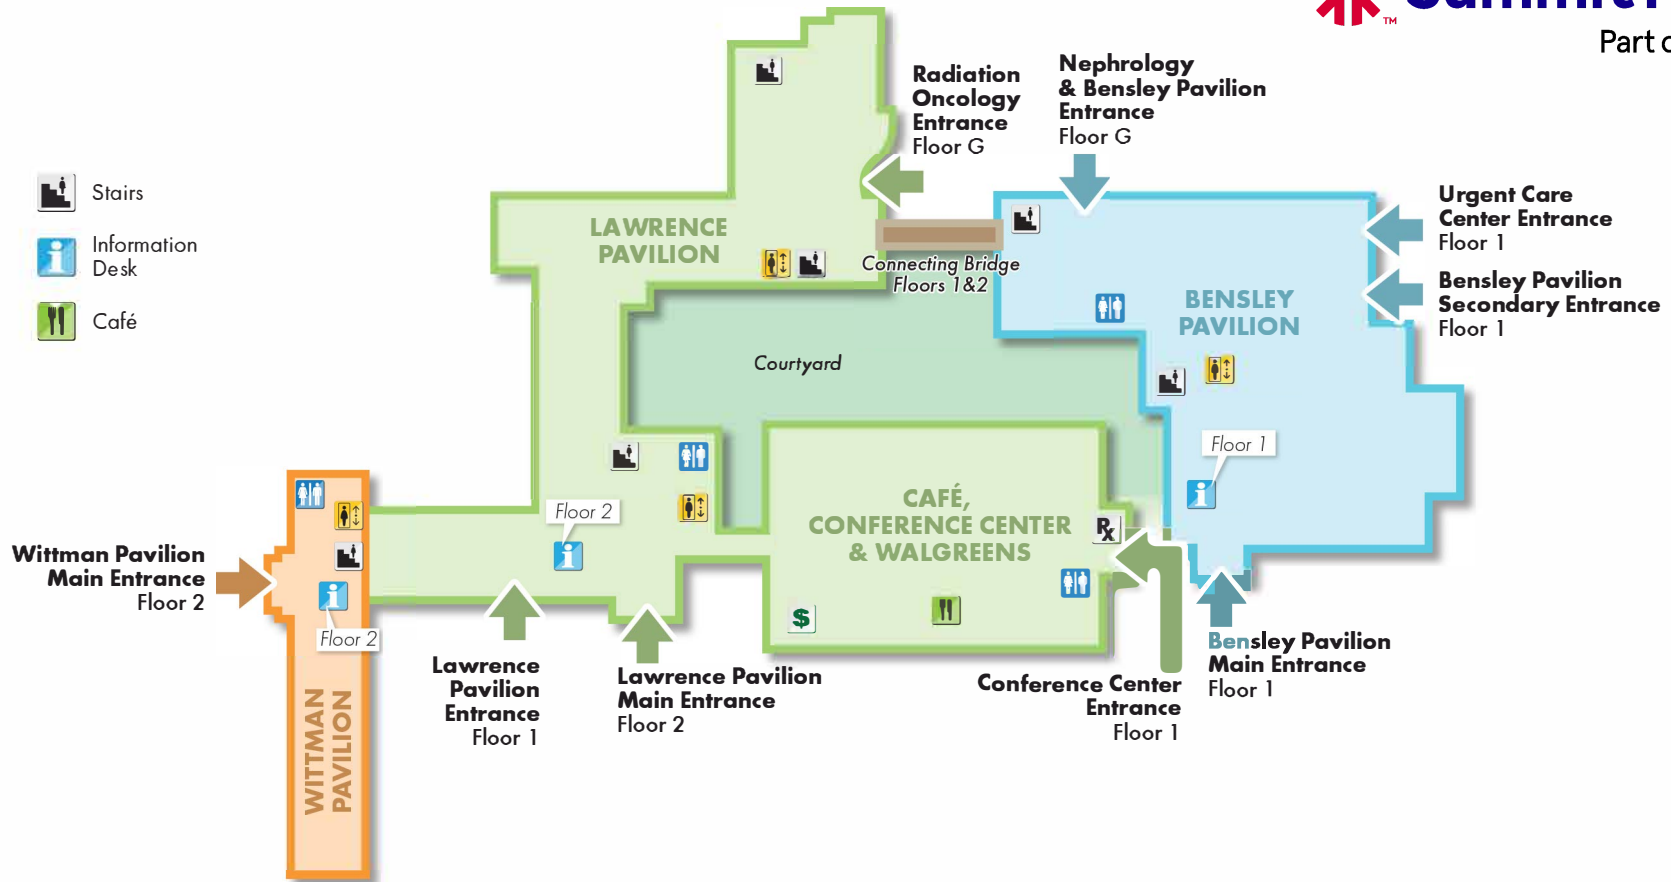 TM
Part
Stairs
Information
Desk
Café
Radiation
Oncology
Entrance
Floor G
Nephrology
& Bensley Pavilion
Entrance
Floor G
Urgent Care
Center Entrance
Floor 1
Bensley Pavilion
Secondary Entrance
Floor 1
LAWRENCE
PAVILION
Connecting Bridge
Floors 1&2
BENSLEY
PAVILION
Courtyard
Floor 1
CAFÉ,
CONFERENCE CENTER
& WALGREENS
Rx
$
Floor 2
Wittman Pavilion
Main Entrance
Floor 2
Floor 2
WITTMAN
PAVILION
Lawrence
Pavilion
Entrance
Floor 1
Lawrence Pavilion
Main Entrance
Floor 2
Conference Center
Entrance
Floor 1
Bensley Pavilion
Main Entrance
Floor 1